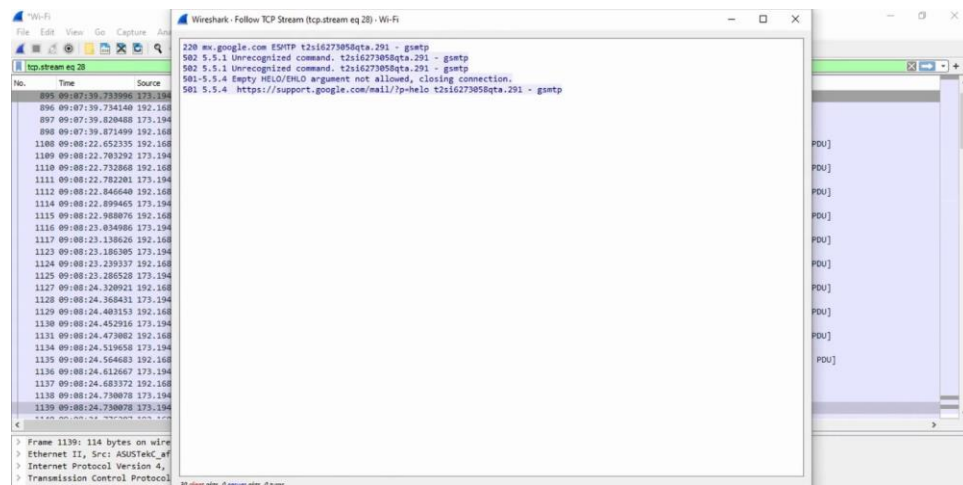 *Wi-Fi
File Edit View Go Capture
tcp.stream eq 28
No. Time Source
895 09:07:39.733996 173.194
896 09:07:39.734140 192.168
897 09:07:39.820488 173.194
898 09:07:39.871499 192.168
1108 09:08:22.652335 192.168
1109 09:08:22.703292 173.194
1110 09:08:22.732868 192.168
1111 09:08:22.782201 173.194
1112 09:08:22.846640 192.168
1114 09:08:22.899465 173.194
1115 09:08:22.988076 192.168
1116 09:08:23.034986 173.194
1117 09:08:23.138626 192.168
1123 09:08:23.186305 173.194
1124 09:08:23.239337 192.168
1125 09:08:23.286528 173.194
1127 09:08:24.320921 192.168
1128 09:08:24.368431 173.194
1129 09:08:24.403153 192.168
1130 09:08:24.452916 173.194
1131 09:08:24.473082 192.168
1134 09:08:24.519658 173.194
1135 09:08:24.564683 192.168
1136 09:08:24.612667 173.194
1137 09:08:24.683372 192.168
1138 09:08:24.730078 173.194
1139 09:08:24.730078 173.194
> Frame 1139: 114 bytes on wire
> Ethernet II, Src: ASUSTekC_af
> Internet Protocol Version 4,
> Transmission Control Protocol
Wireshark · Follow TCP Stream (tcp.stream eq 28) · Wi-Fi
220 mx.google.com ESMTP t2si6273058qta.291 - gsmtp
502 5.5.1 Unrecognized command. t2si6273058qta.291 - gsmtp
502 5.5.1 Unrecognized command. t2si6273058qta.291 - gsmtp
501-5.5.4 Empty HELO/EHLO argument not allowed, closing connection.
501 5.5.4  https://support.google.com/mail/?p=helo t2si6273058qta.291 - gsmtp
PDU]
PDU]
PDU]
PDU]
PDU]
PDU]
PDU]
PDU]
PDU]
PDU]